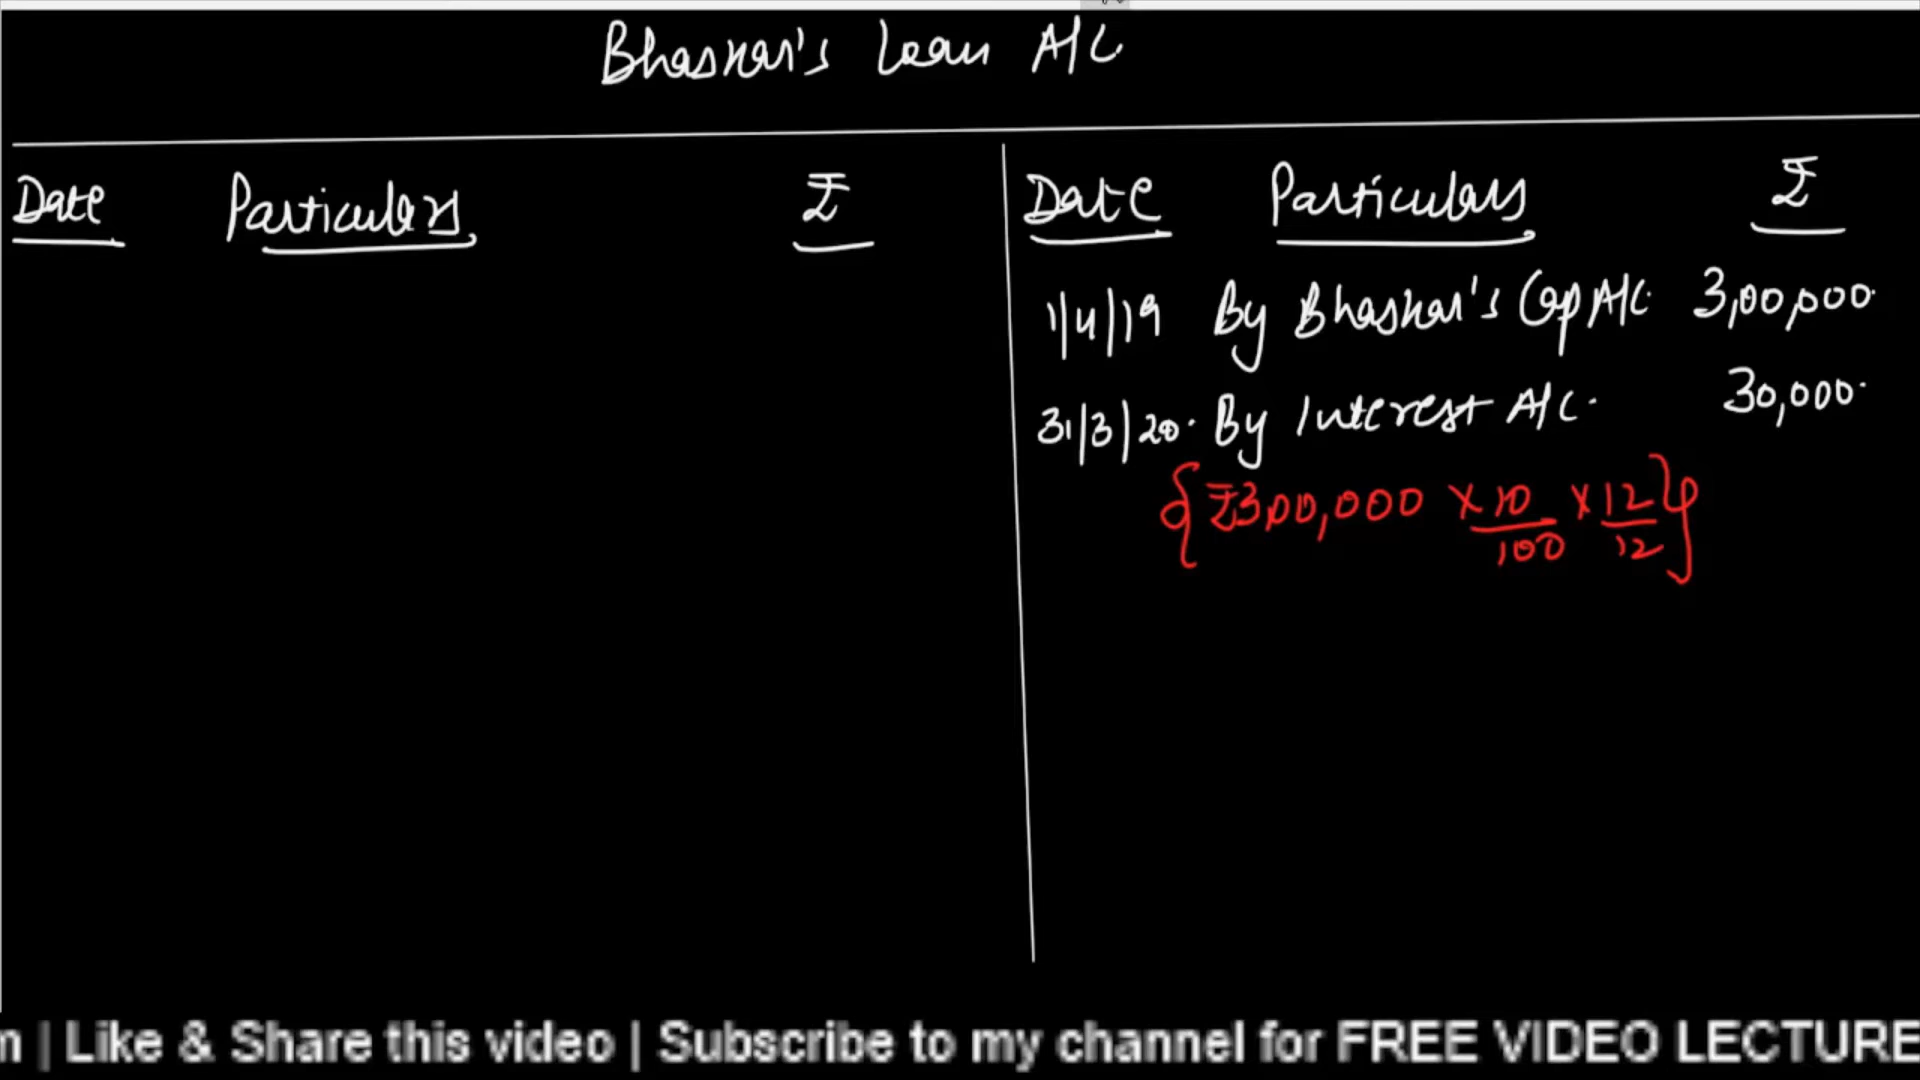 Bhaskar's Loan A/C
Date Particulars ₹ Date Particulars ₹
1/4/19 By Bhaskar's Cap A/C. 3,00,000.
31/3/20. By Interest A/C. 30,000.
{₹3,00,000 × 10/100 × 12/12}
| Like & Share this video | Subscribe to my channel for FREE VIDEO LECTURE